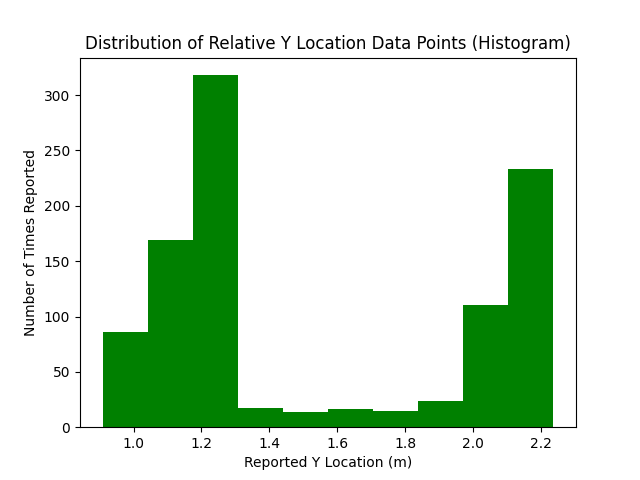 Distribution of Relative Y Location Data Points (Histogram)
Number of Times Reported
300
250
200
150
100
50
0
1.0 1.2 1.4 1.6 1.8 2.0 2.2
Reported Y Location (m)